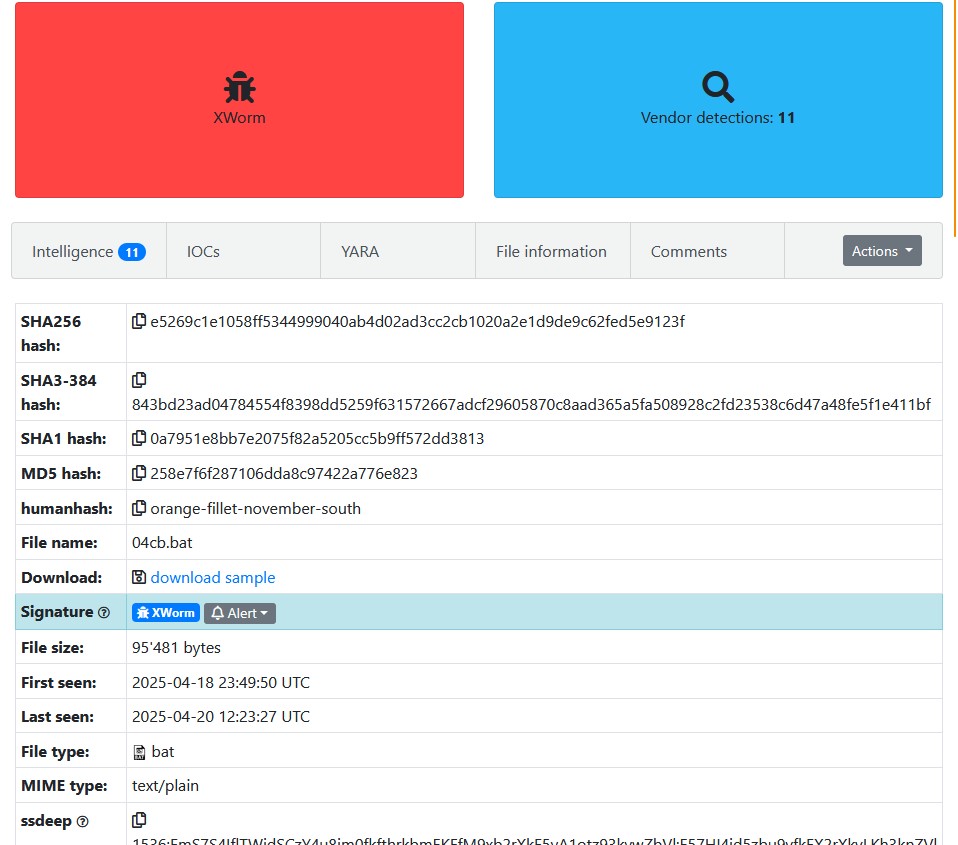 XWorm
Vendor detections: 11
Intelligence 11 IOCs YARA File information Comments Actions
SHA256 hash: e5269c1e1058ff5344999040ab4d02ad3cc2cb1020a2e1d9de9c62fed5e9123f
SHA3-384 hash:
843bd23ad04784554f8398dd5259f631572667adcf29605870c8aad365a5fa508928c2fd23538c6d47a48fe5f1e411bf
SHA1 hash: 0a7951e8bb7e2075f82a5205cc5b9ff572dd3813
MD5 hash: 258e7f6f287106dda8c97422a776e823
humanhash: orange-fillet-november-south
File name: 04cb.bat
Download: download sample
Signature XWorm Alert
File size: 95'481 bytes
First seen: 2025-04-18 23:49:50 UTC
Last seen: 2025-04-20 12:23:27 UTC
File type: bat
MIME type: text/plain
ssdeep